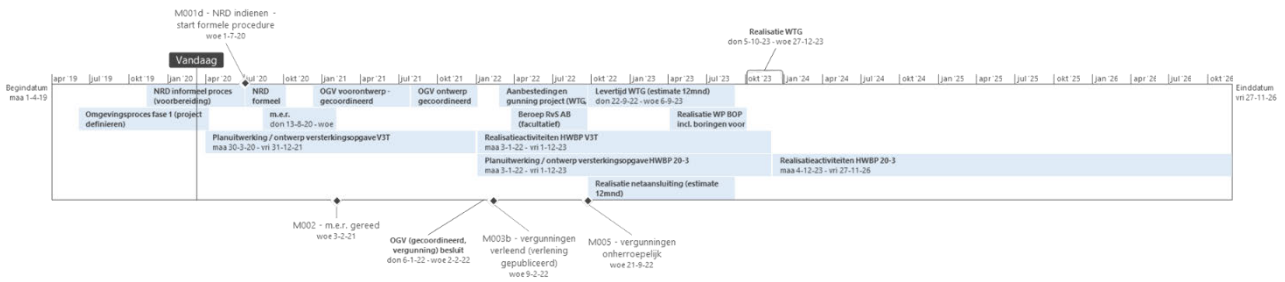 M001d - NRD indienen -
start formele procedure
woe 1-7-20
Realisatie WTG
don 5-10-23 - woe 27-12-23
Vandaag
apr '19 jul '19 okt '19 jan '20 apr '20 jul '20 okt '20 jan '21 apr '21 jul '21 okt '21 jan '22 apr '22 jul '22 okt '22 jan '23 apr '23 jul '23 okt '23 jan '24 apr '24 jul '24 okt '24 jan '25 apr '25 jul '25 okt '25 jan '26 apr '26 jul '26 okt '26
Begindatum
maa 1-4-19
Einddatum
vri 27-11-26
NRD informeel proces
(voorbereiding)
NRD
formeel
OGV voorontwerp -
gecoordineerd
OGV ontwerp
gecoordineerd
Aanbesteding en
gunning project (WTG,
Levertijd WTG (estimate 12mnd)
don 22-9-22 - woe 6-9-23
Omgevingsproces fase 1 (project
definieren)
m.e.r.
don 13-8-20 - woe
Beroep RvS AB
(facultatief)
Realisatie WP BOP
incl. boringen voor
Planuitwerking / ontwerp versterkingsopgave V3T
maa 30-3-20 - vri 31-12-21
Realisatieactiviteiten HWBP V3T
maa 3-1-22 - vri 1-12-23
Planuitwerking / ontwerp versterkingsopgave HWBP 20-3
maa 3-1-22 - vri 1-12-23
Realisatieactiviteiten HWBP 20-3
maa 4-12-23 - vri 27-11-26
Realisatie netaansluiting (estimate
12mnd)
M002 - m.e.r. gereed
woe 3-2-21
OGV (gecoordineerd,
vergunning) besluit
don 6-1-22 - woe 2-2-22
M003b - vergunningen
verleend (verlening
gepubliceerd)
woe 9-2-22
M005 - vergunningen
onherroepelijk
woe 21-9-22